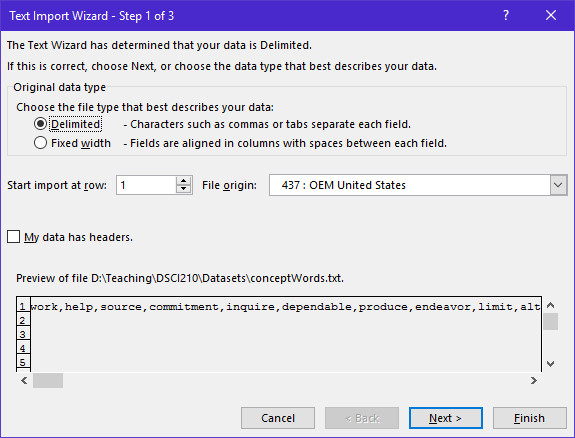 Text Import Wizard - Step 1 of 3
?
The Text Wizard has determined that your data is Delimited.
If this is correct, choose Next, or choose the data type that best describes your data.
Original data type
Choose the file type that best describes your data:
Delimited - Characters such as commas or tabs separate each field.
Fixed width - Fields are aligned in columns with spaces between each field.
Start import at row: 1 File origin: 437 : OEM United States
My data has headers.
Preview of file D:\Teaching\DSCI210\Datasets\conceptWords.txt.
1 work,help,source,commitment,inquire,dependable,produce,endeavor,limit,alt
2
3
4
5
Cancel < Back Next > Finish